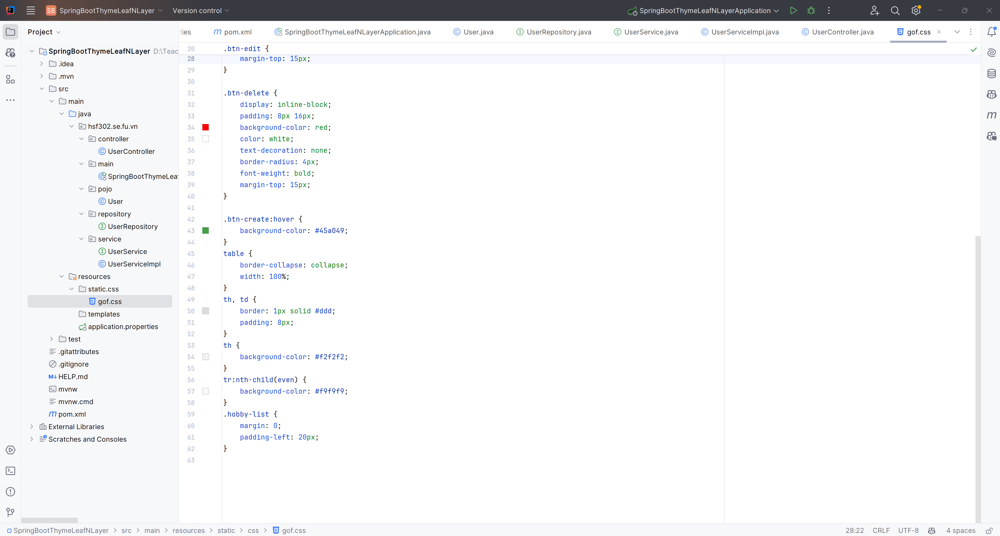 SB SpringBootThymeLeafNLayer Version control SpringBootThymeLeafNLayerApplication
Project
SpringBootThymeLeafNLayer D:\Teac
.idea
.mvn
src
main
java
hsf302.se.fu.vn
controller
UserController
main
SpringBootThymeLea
pojo
User
repository
UserRepository
service
UserService
UserServiceImpl
resources
static.css
gof.css
templates
application.properties
test
.gitattributes
.gitignore
HELP.md
mvnw
mvnw.cmd
pom.xml
External Libraries
Scratches and Consoles
ties pom.xml SpringBootThymeLeafNLayerApplication.java User.java UserRepository.java UserService.java UserServiceImpl.java UserController.java gof.css
20 .btn-edit {
28 margin-top: 15px;
29 }
30
31 .btn-delete {
32 display: inline-block;
33 padding: 8px 16px;
34 background-color: red;
35 color: white;
36 text-decoration: none;
37 border-radius: 4px;
38 font-weight: bold;
39 margin-top: 15px;
40 }
41
42 .btn-create:hover {
43 background-color: #45a049;
44 }
45 table {
46 border-collapse: collapse;
47 width: 100%;
48 }
49 th, td {
50 border: 1px solid #ddd;
51 padding: 8px;
52 }
53 th {
54 background-color: #f2f2f2;
55 }
56 tr:nth-child(even) {
57 background-color: #f9f9f9;
58 }
59 .hobby-list {
60 margin: 0;
61 padding-left: 20px;
62 }
63
SpringBootThymeLeafNLayer > src > main > resources > static > css > gof.css 28:22 CRLF UTF-8 4 spaces